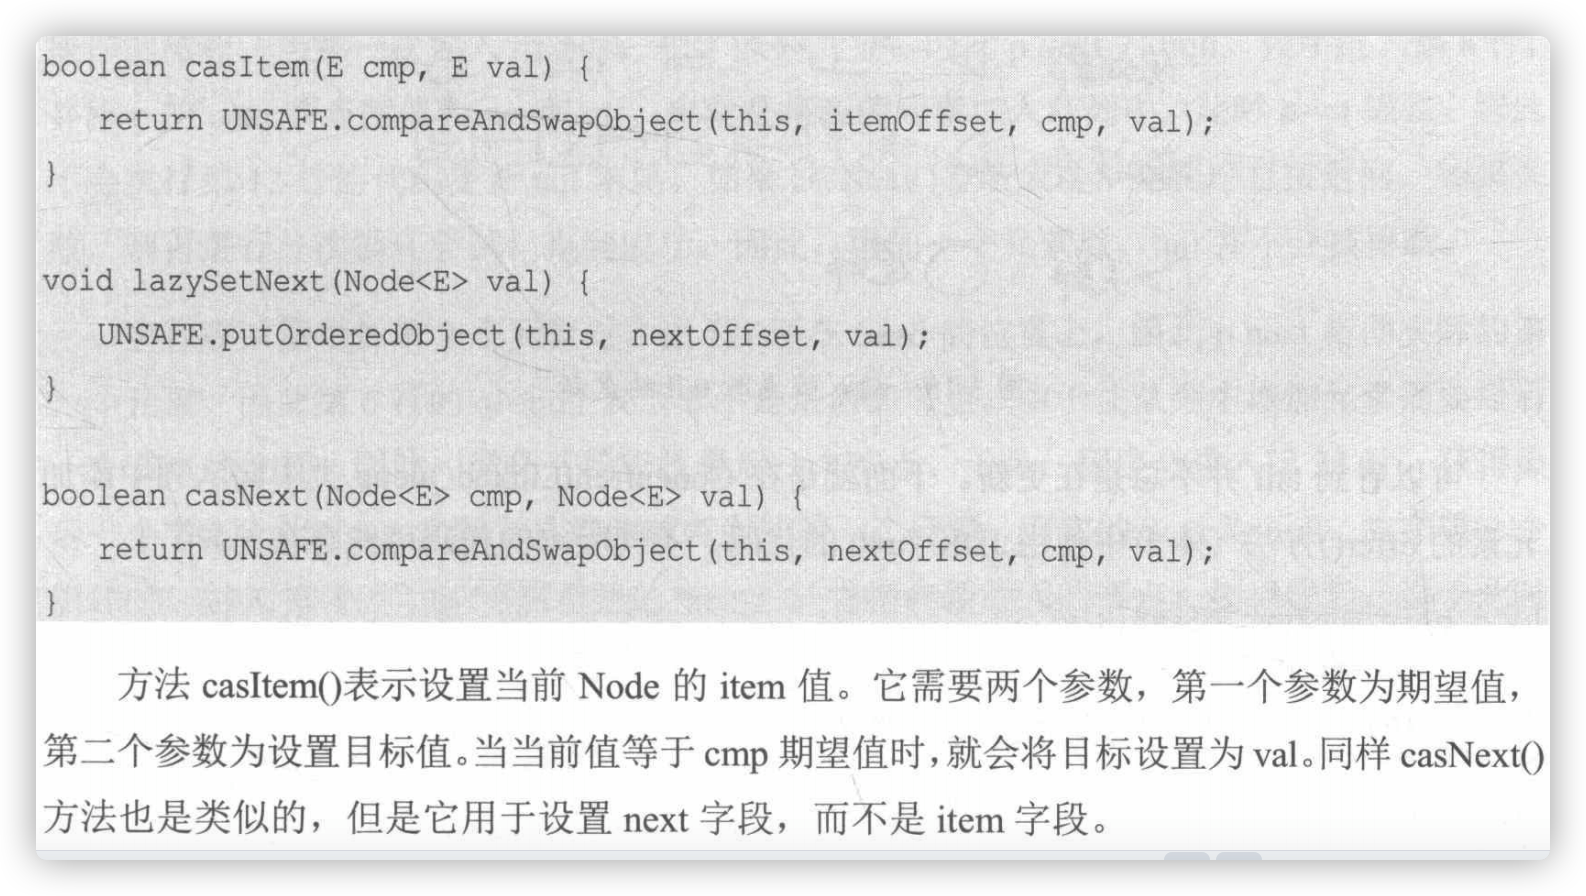 boolean casItem(E cmp, E val) {
return UNSAFE.compareAndSwapObject(this, itemOffset, cmp, val);
}
void lazySetNext(Node<E> val) {
UNSAFE.putOrderedObject(this, nextOffset, val);
}
boolean casNext(Node<E> cmp, Node<E> val) {
return UNSAFE.compareAndSwapObject(this, nextOffset, cmp, val);
}
方法 casItem()表示设置当前 Node 的 item 值。它需要两个参数，第一个参数为期望值，
第二个参数为设置目标值。当当前值等于 cmp 期望值时，就会将目标设置为 val。同样 casNext()
方法也是类似的，但是它用于设置 next 字段，而不是 item 字段。